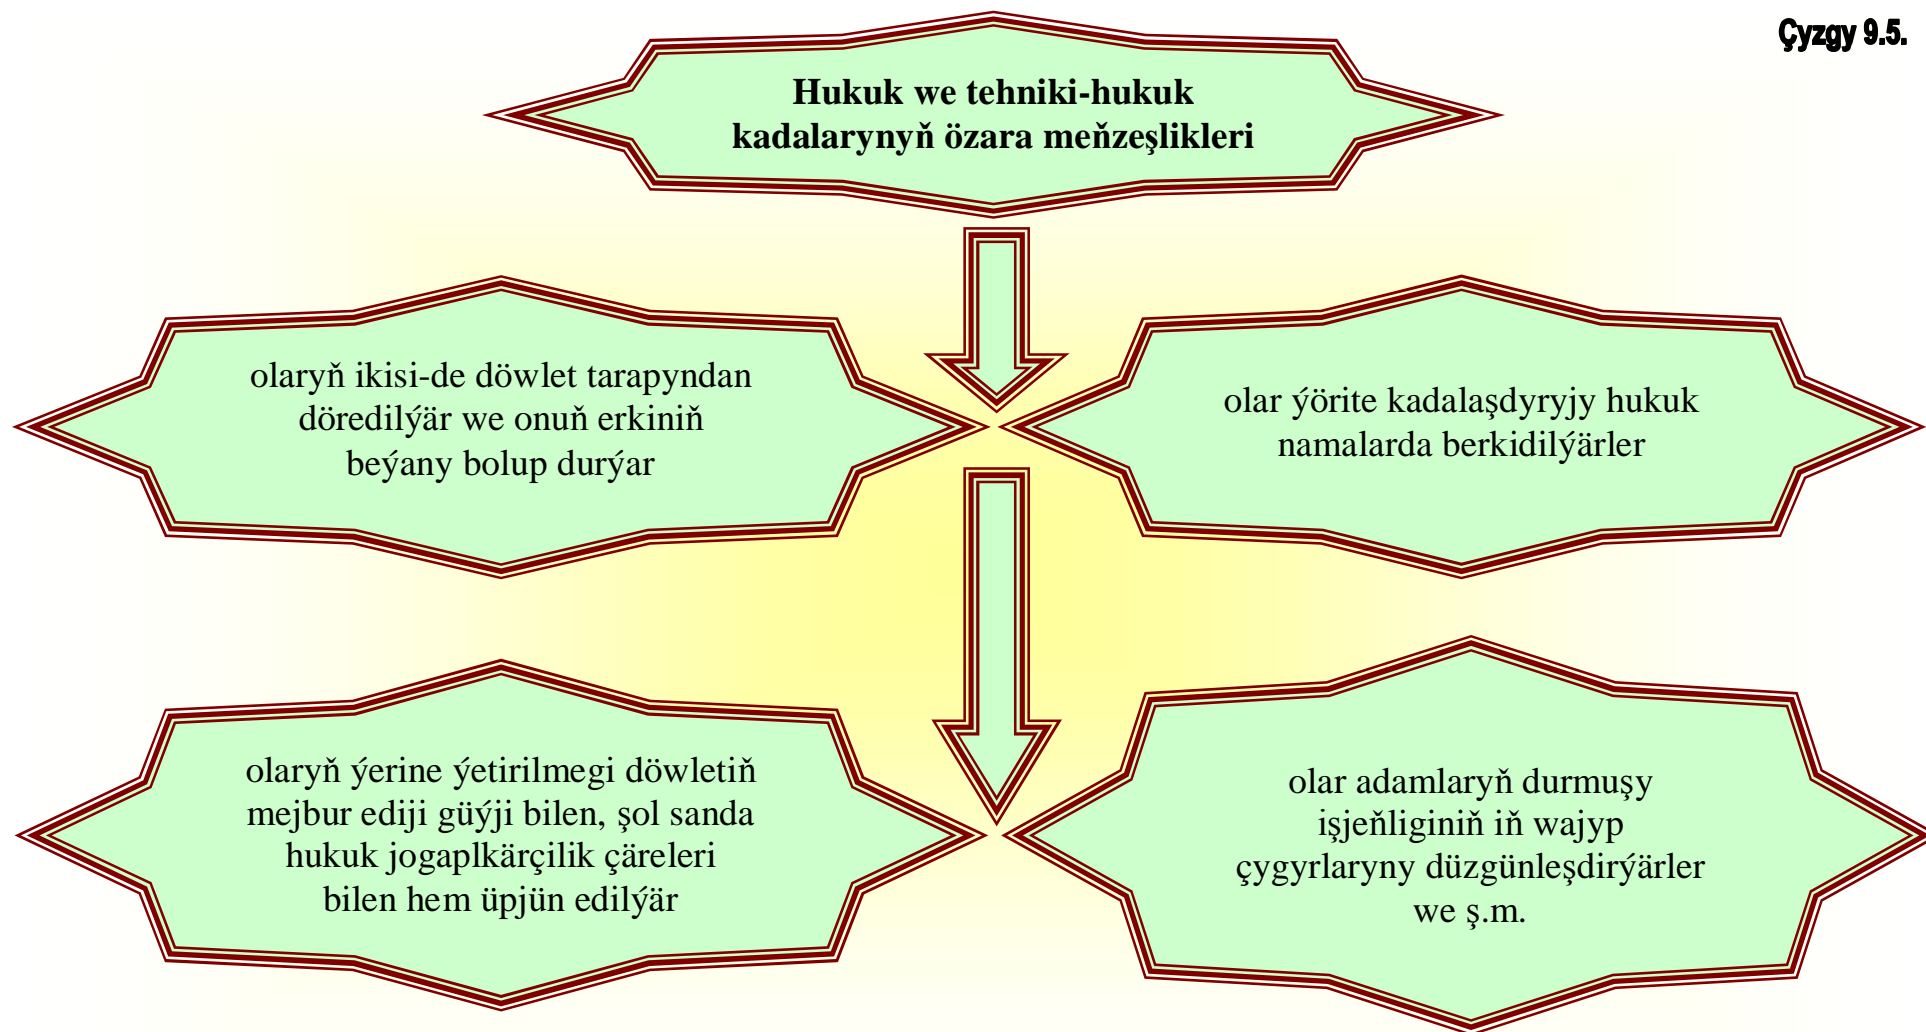 Çyzgy 9.5.
Hukuk we tehniki-hukuk
kadalarynyň özara meňzeşlikleri
olaryň ikisi-de döwlet tarapyndan
döredilýär we onuň erkiniň
beýany bolup durýar
olar ýörite kadalaşdyryjy hukuk
namalarda berkidilýärler
olaryň ýerine ýetirilmegi döwletiň
mejbur ediji güýji bilen, şol sanda
hukuk jogaplkärçilik çäreleri
bilen hem üpjün edilýär
olar adamlaryň durmuşy
işjeňliginiň iň wajyp
çygyrlaryny düzgünleşdirýärler
we ş.m.